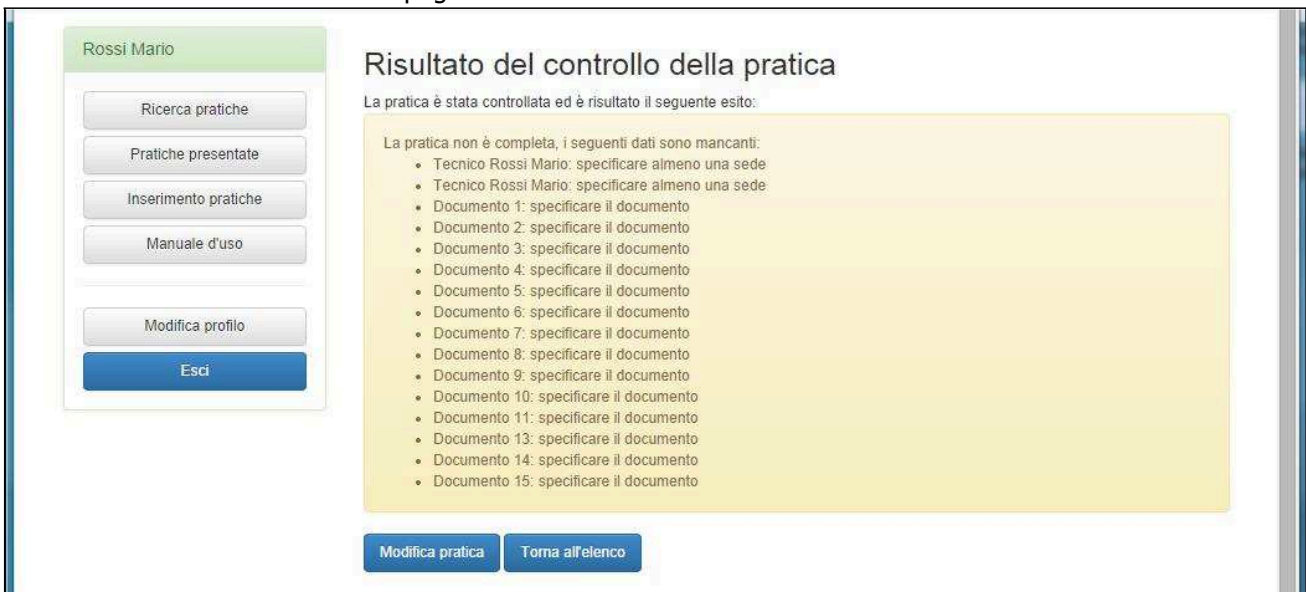 Rossi Mario
Ricerca pratiche
Pratiche presentate
Inserimento pratiche
Manuale d'uso
Modifica profilo
Esci
Risultato del controllo della pratica
La pratica è stata controllata ed è risultato il seguente esito:
La pratica non è completa, i seguenti dati sono mancanti:
• Tecnico Rossi Mario: specificare almeno una sede
• Tecnico Rossi Mario: specificare almeno una sede
• Documento 1: specificare il documento
• Documento 2: specificare il documento
• Documento 3: specificare il documento
• Documento 4: specificare il documento
• Documento 5: specificare il documento
• Documento 6: specificare il documento
• Documento 7: specificare il documento
• Documento 8: specificare il documento
• Documento 9: specificare il documento
• Documento 10: specificare il documento
• Documento 11: specificare il documento
• Documento 13: specificare il documento
• Documento 14: specificare il documento
• Documento 15: specificare il documento
Modifica pratica
Torna all'elenco